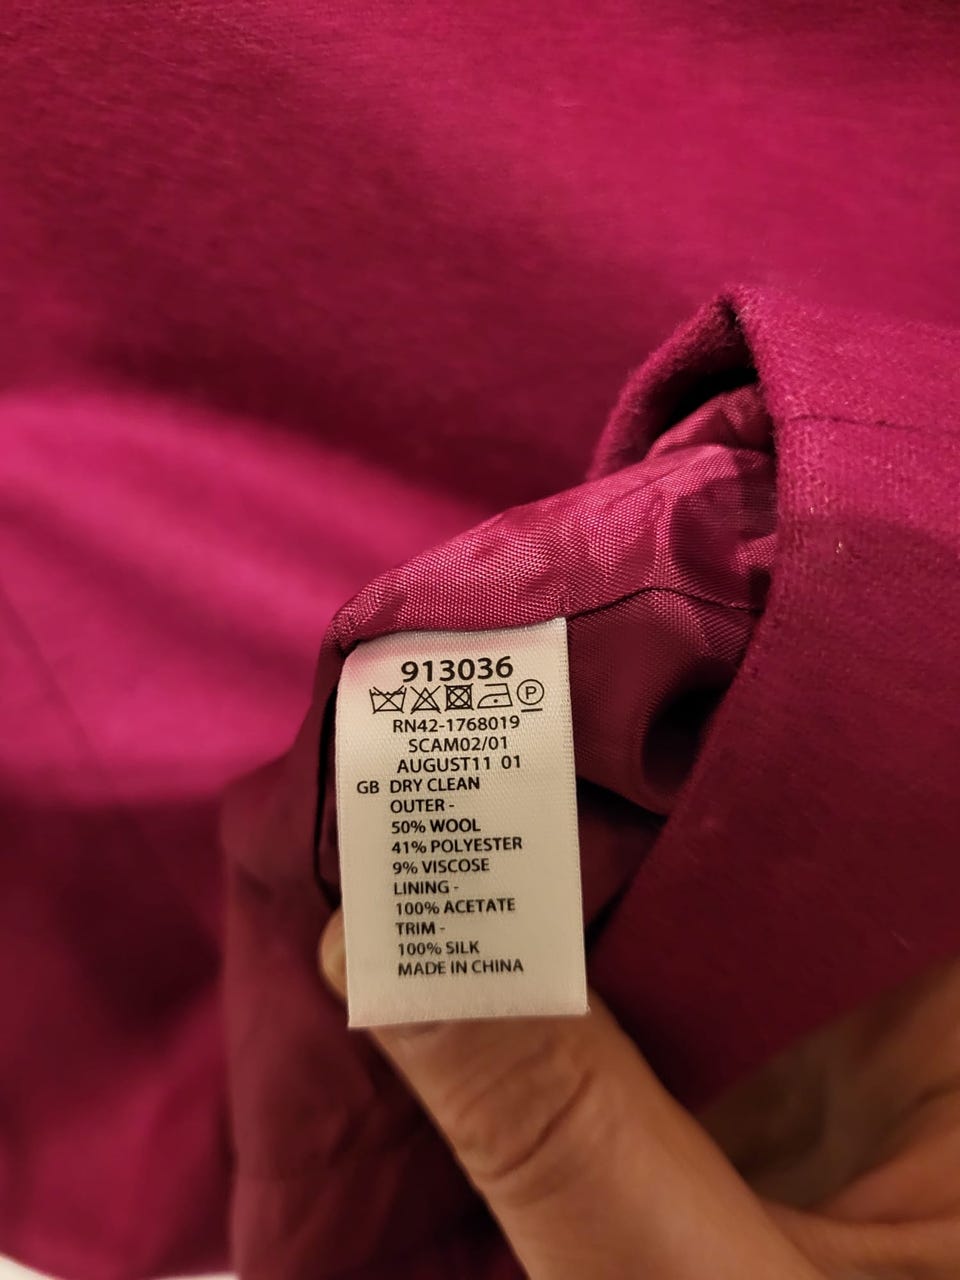 913036
P
RN42-1768019
SCAM02/01
AUGUST11 01
GB DRY CLEAN
OUTER -
50% WOOL
41% POLYESTER
9% VISCOSE
LINING -
100% ACETATE
TRIM -
100% SILK
MADE IN CHINA